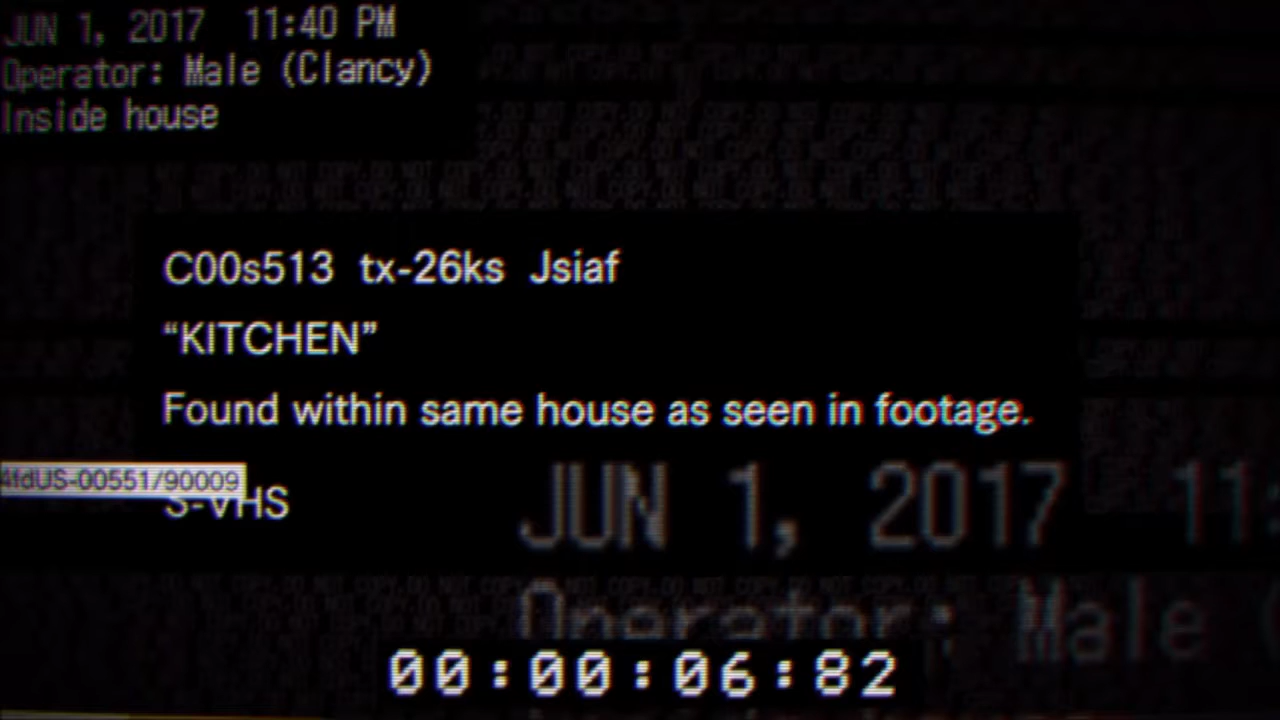 JUN 1, 2017 11:40 PM
Operator: Male (Clancy)
Inside house
C00s513 tx-26ks Jsiaf
“KITCHEN”
Found within same house as seen in footage.
4fdUS-00551/90009
S-VHS
JUN 1, 2017 11:
Operator: Male (
00:00:06:82